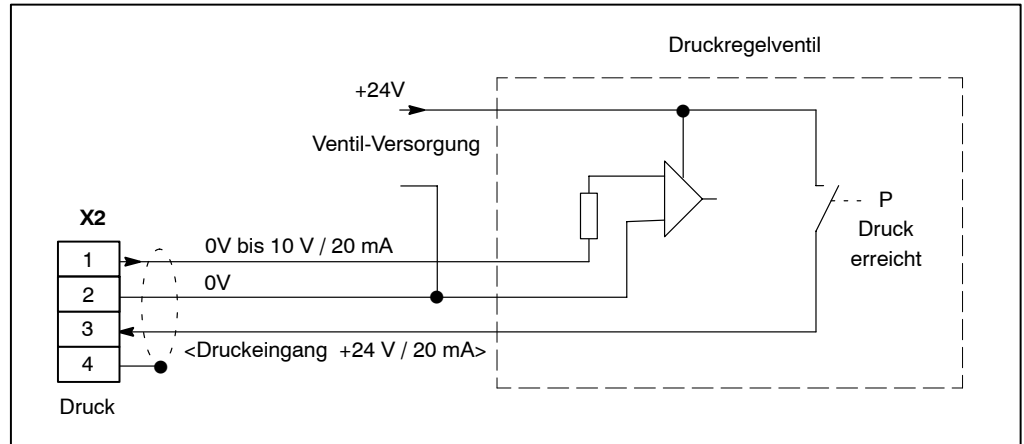 Druckregelventil
+24V
Ventil-Versorgung
X2
P
Druck
erreicht
1
0V bis 10 V / 20 mA
2
0V
3
<Druckeingang +24 V / 20 mA>
4
Druck